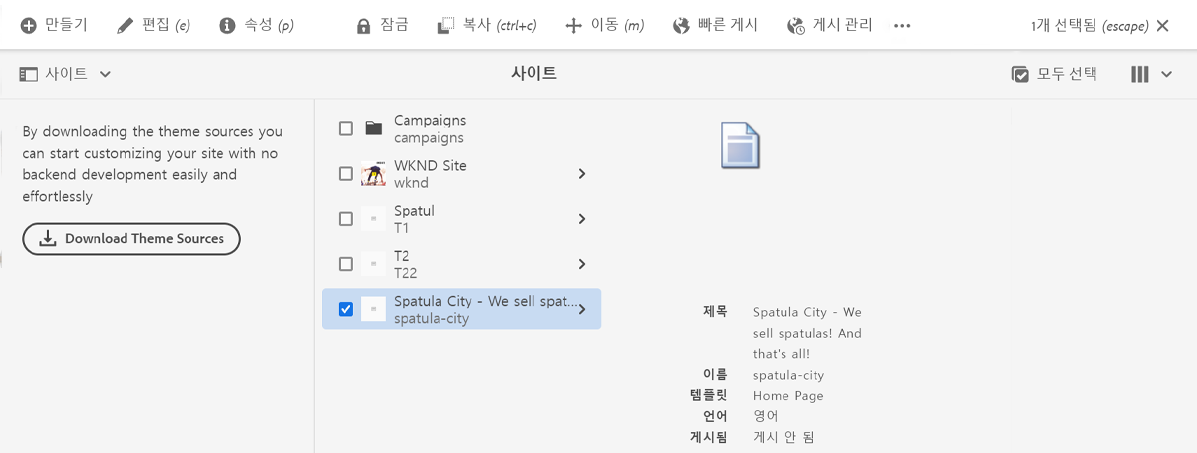 만들기 편집 (e) 속성 (p) 잠금 복사 (ctrl+c) 이동 (m) 빠른 게시 게시 관리 ... 1개 선택됨 (escape)
사이트 사이트 모두 선택
By downloading the theme sources you
can start customizing your site with no
backend development easily and
effortlessly
Download Theme Sources
Campaigns
campaigns
WKND Site
wknd
Spatul
T1
T2
T22
Spatula City - We sell spat...
spatula-city
제목 Spatula City - We
sell spatulas! And
that's all!
이름 spatula-city
템플릿 Home Page
언어 영어
게시됨 게시 안 됨